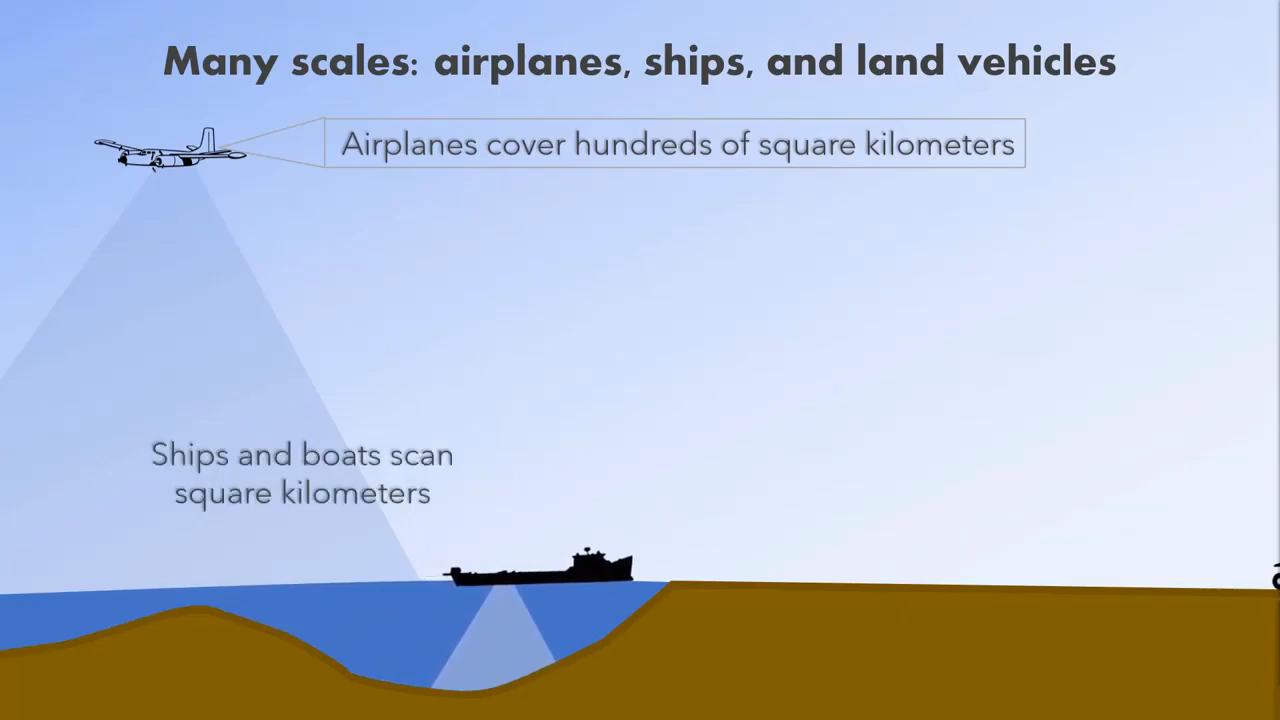 Many scales: airplanes, ships, and land vehicles
Airplanes cover hundreds of square kilometers
Ships and boats scan
square kilometers